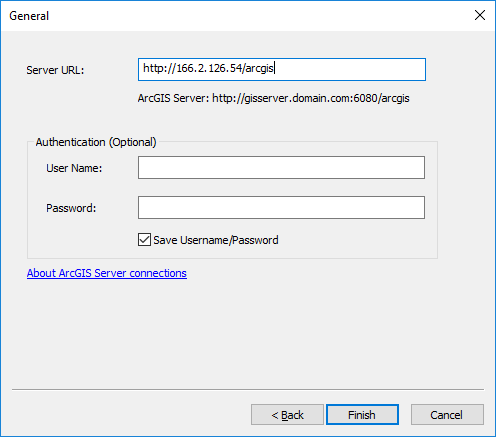 General
Server URL:
http://166.2.126.54/arcgis
ArcGIS Server: http://gisserver.domain.com:6080/arcgis
Authentication (Optional)
User Name:
Password:
Save Username/Password
About ArcGIS Server connections
< Back
Finish
Cancel